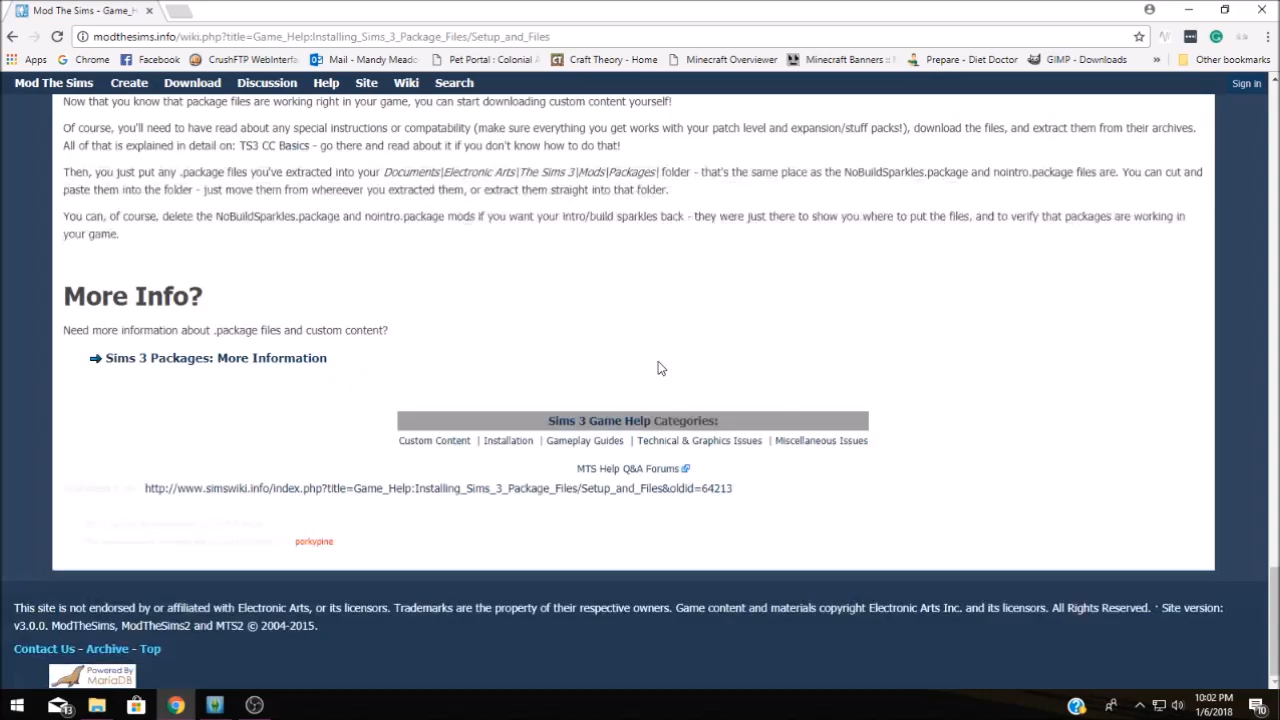 Mod The Sims - Game_H
modthesims.info/wiki.php?title=Game_Help:Installing_Sims_3_Package_Files/Setup_and_Files
Apps Chrome Facebook CrushFTP WebInterfa Mail - Mandy Meado Pet Portal : Colonial Craft Theory - Home Minecraft Overviewer Minecraft Banners Prepare - Diet Doctor GIMP - Downloads » Other bookmarks
Mod The Sims Create Download Discussion Help Site Wiki Search Sign in
Now that you know that package files are working right in your game, you can start downloading custom content yourself!
Of course, you'll need to have read about any special instructions or compatability (make sure everything you get works with your patch level and expansion/stuff packs!), download the files, and extract them from their archives.
All of that is explained in detail on: TS3 CC Basics - go there and read about it if you don't know how to do that!
Then, you just put any .package files you've extracted into your Documents\Electronic Arts\The Sims 3\Mods\Packages\ folder - that's the same place as the NoBuildSparkles.package and nointro.package files are. You can cut and
paste them into the folder - just move them from whereever you extracted them, or extract them straight into that folder.
You can, of course, delete the NoBuildSparkles.package and nointro.package mods if you want your intro/build sparkles back - they were just there to show you where to put the files, and to verify that packages are working in
your game.
More Info?
Need more information about .package files and custom content?
Sims 3 Packages: More Information
Sims 3 Game Help Categories:
Custom Content | Installation | Gameplay Guides | Technical & Graphics Issues | Miscellaneous Issues
MTS Help Q&A Forums
http://www.simswiki.info/index.php?title=Game_Help:Installing_Sims_3_Package_Files/Setup_and_Files&oldid=64213
porkypine
This site is not endorsed by or affiliated with Electronic Arts, or its licensors. Trademarks are the property of their respective owners. Game content and materials copyright Electronic Arts Inc. and its licensors. All Rights Reserved. · Site version:
v3.0.0. ModTheSims, ModTheSims2 and MTS2 © 2004-2015.
Contact Us - Archive - Top
Powered By
MariaDB
13
10:02 PM
1/6/2018
10